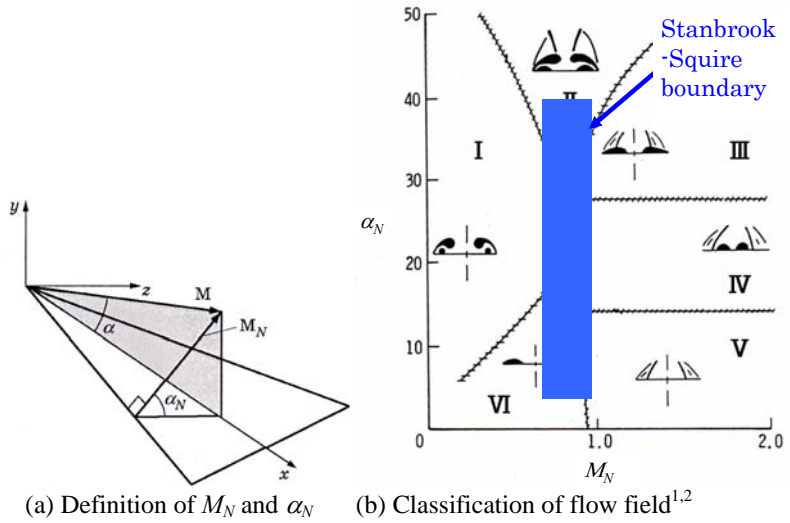 y
z
M
α
M_N
α_N
x
(a) Definition of M_N and α_N
50
40
30
α_N
20
10
0
1.0
2.0
M_N
Stanbrook
-Squire
boundary
I
II
III
IV
V
VI
(b) Classification of flow field^1,2